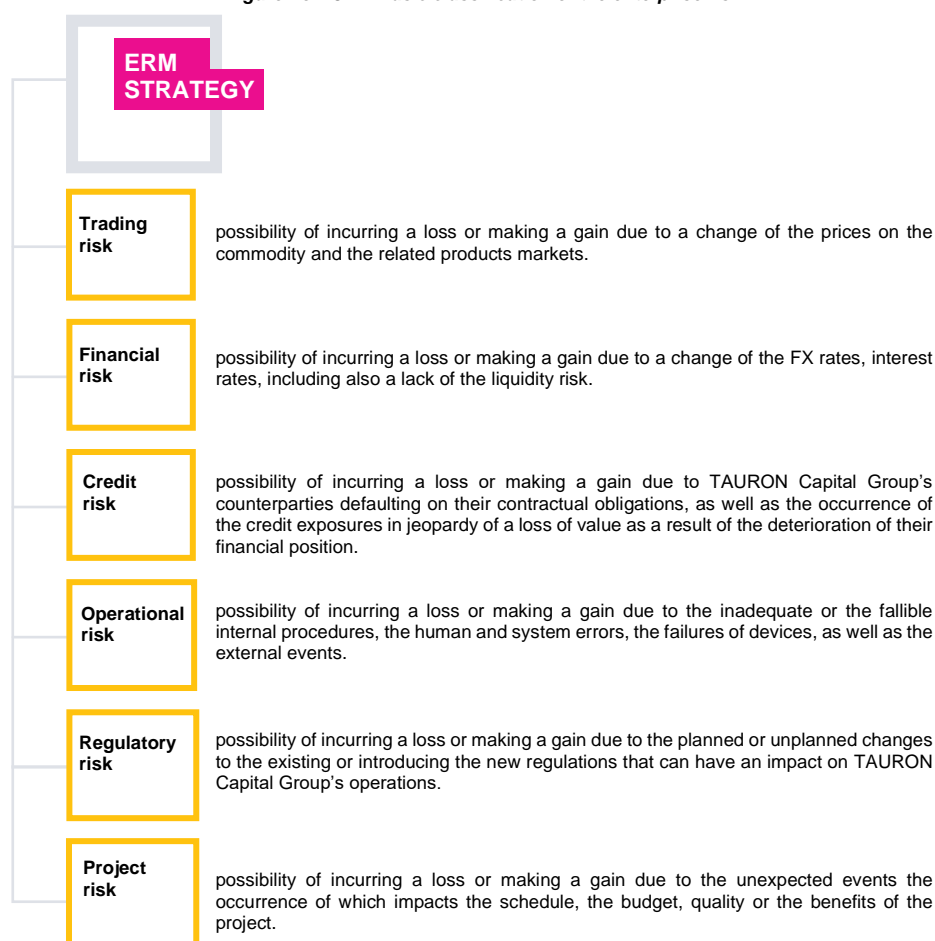 ERM
STRATEGY
Trading
risk
possibility of incurring a loss or making a gain due to a change of the prices on the
commodity and the related products markets.
Financial
risk
possibility of incurring a loss or making a gain due to a change of the FX rates, interest
rates, including also a lack of the liquidity risk.
Credit
risk
possibility of incurring a loss or making a gain due to TAURON Capital Group’s
counterparties defaulting on their contractual obligations, as well as the occurrence of
the credit exposures in jeopardy of a loss of value as a result of the deterioration of their
financial position.
Operational
risk
possibility of incurring a loss or making a gain due to the inadequate or the fallible
internal procedures, the human and system errors, the failures of devices, as well as the
external events.
Regulatory
risk
possibility of incurring a loss or making a gain due to the planned or unplanned changes
to the existing or introducing the new regulations that can have an impact on TAURON
Capital Group’s operations.
Project
risk
possibility of incurring a loss or making a gain due to the unexpected events the
occurrence of which impacts the schedule, the budget, quality or the benefits of the
project.